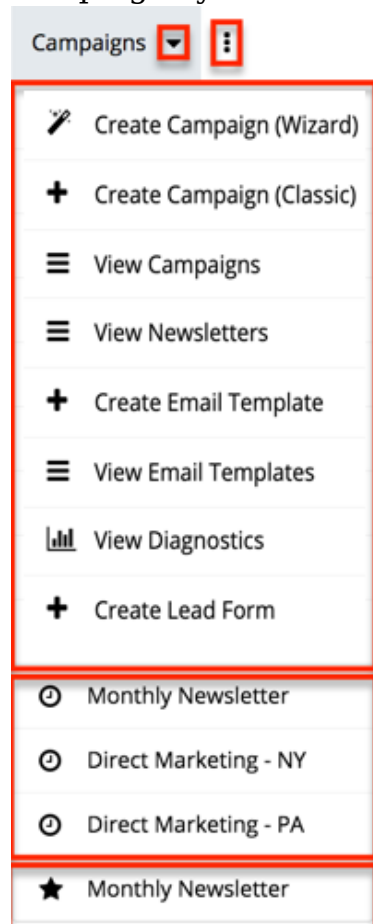 Campaigns
Create Campaign (Wizard)
Create Campaign (Classic)
View Campaigns
View Newsletters
Create Email Template
View Email Templates
View Diagnostics
Create Lead Form
Monthly Newsletter
Direct Marketing - NY
Direct Marketing - PA
Monthly Newsletter